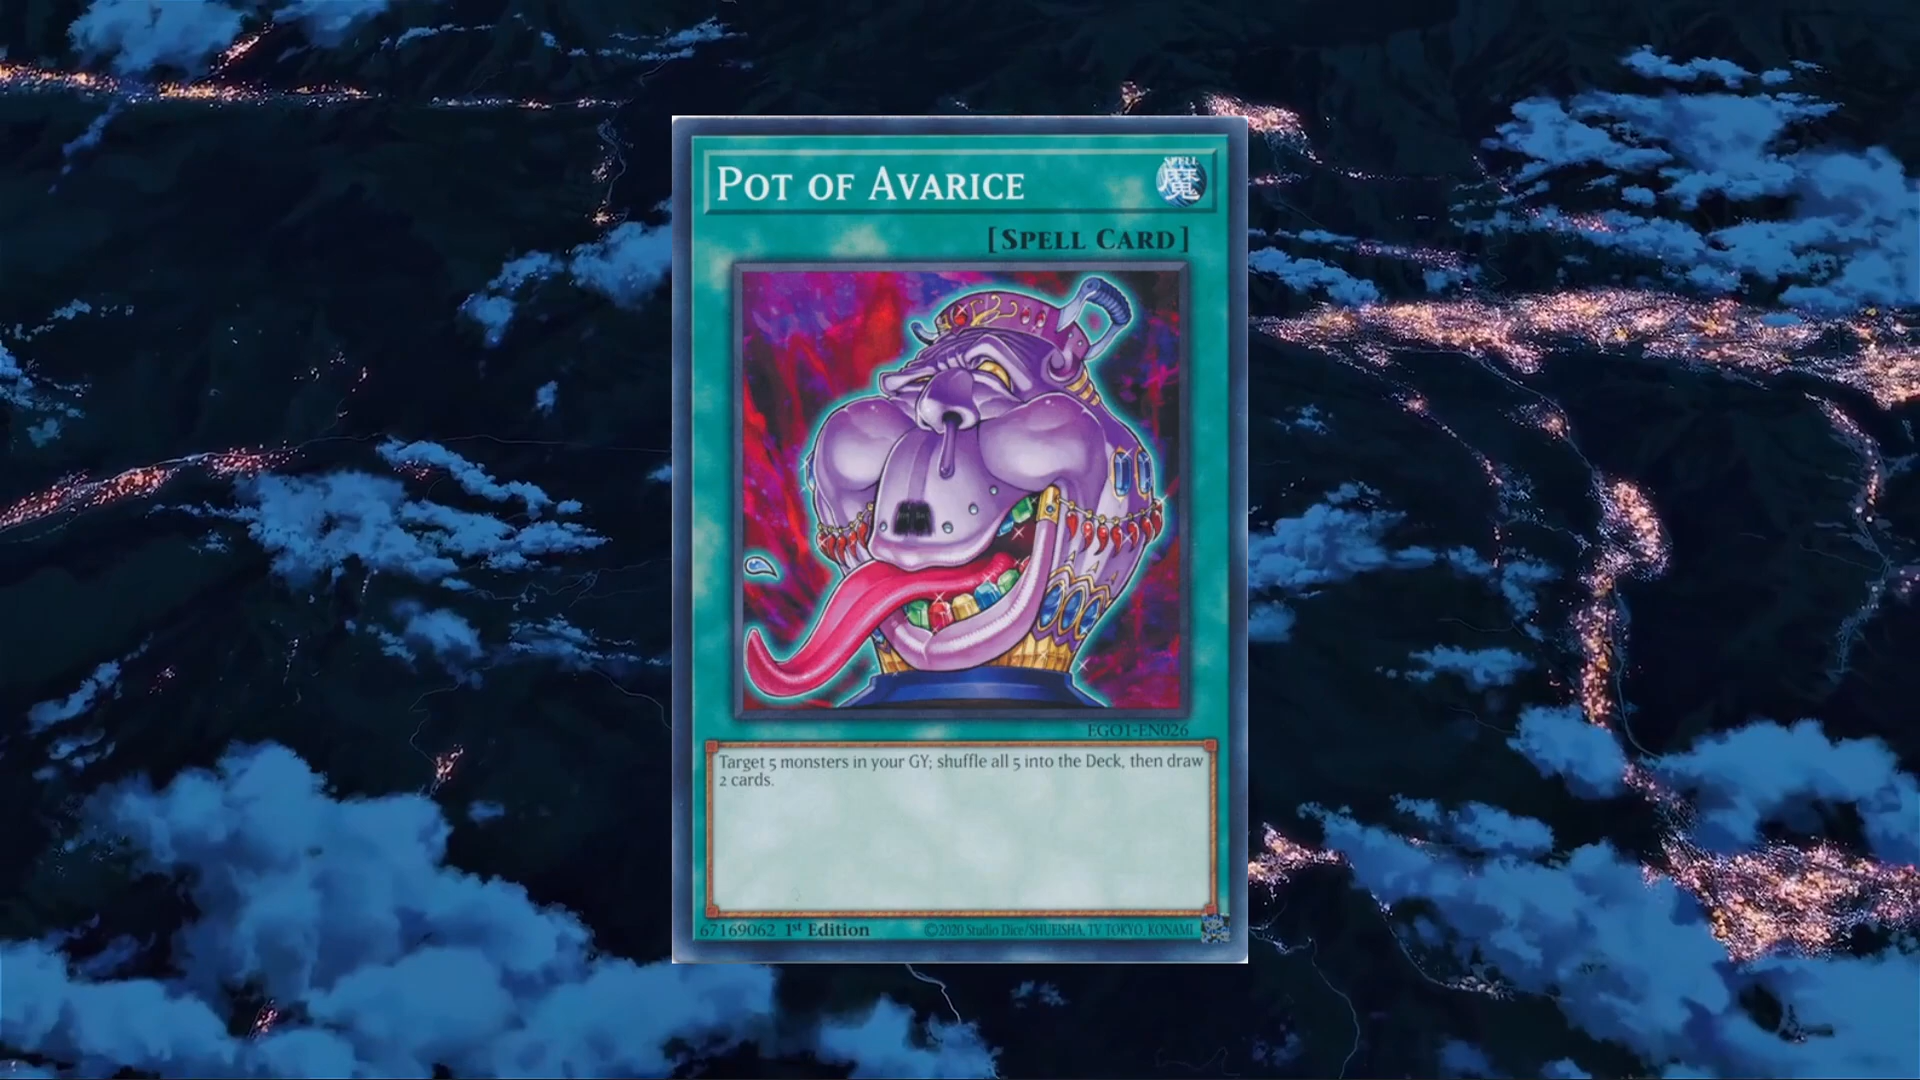 Pot of Avarice
SPELL
魔
[Spell Card]
EGO1-EN026
Target 5 monsters in your GY; shuffle all 5 into the Deck, then draw
2 cards.
67169062 1st Edition ©2020 Studio Dice/SHUEISHA, TV TOKYO, KONAMI